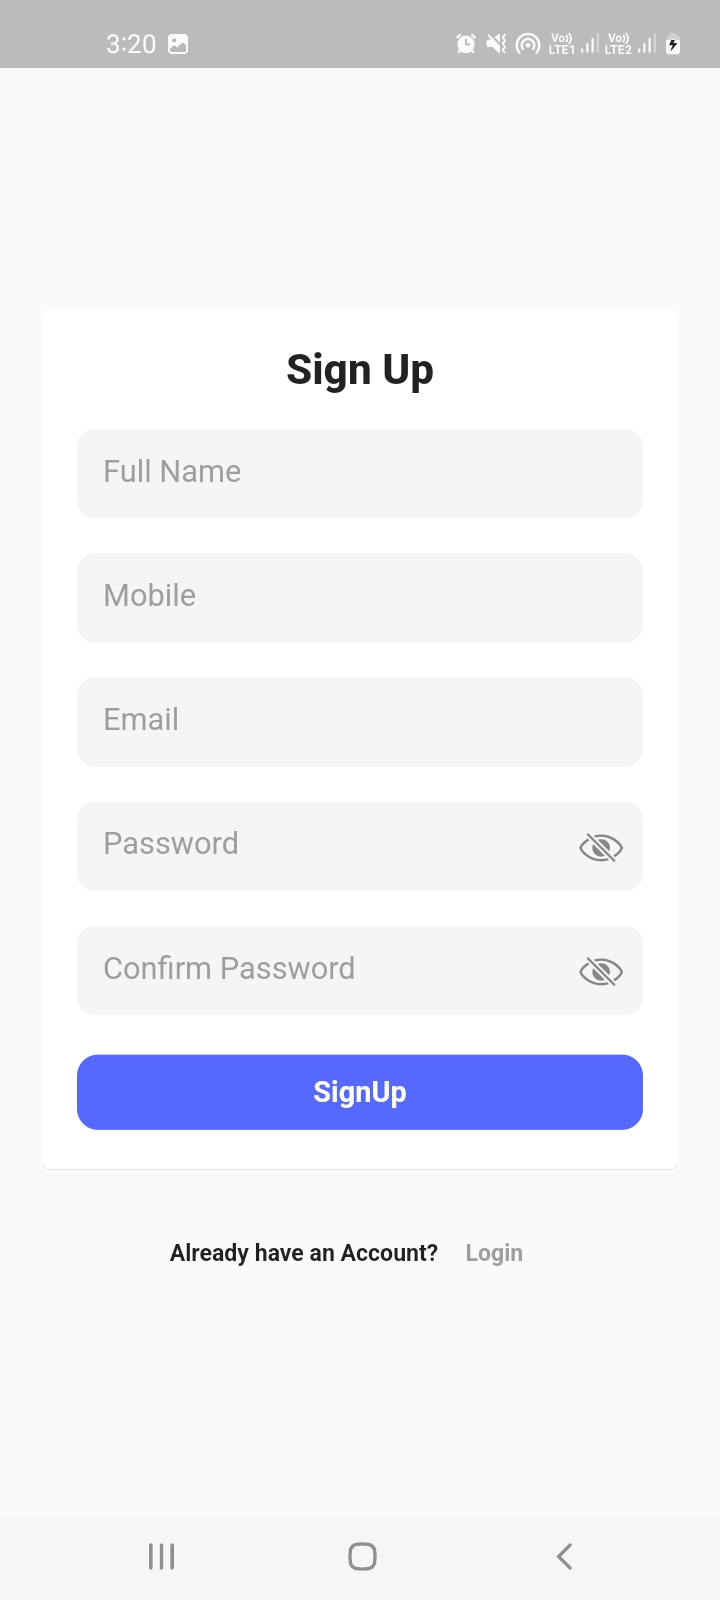 3:20
Vo)) LTE1 Vo)) LTE2
Sign Up
Full Name
Mobile
Email
Password
Confirm Password
SignUp
Already have an Account? Login